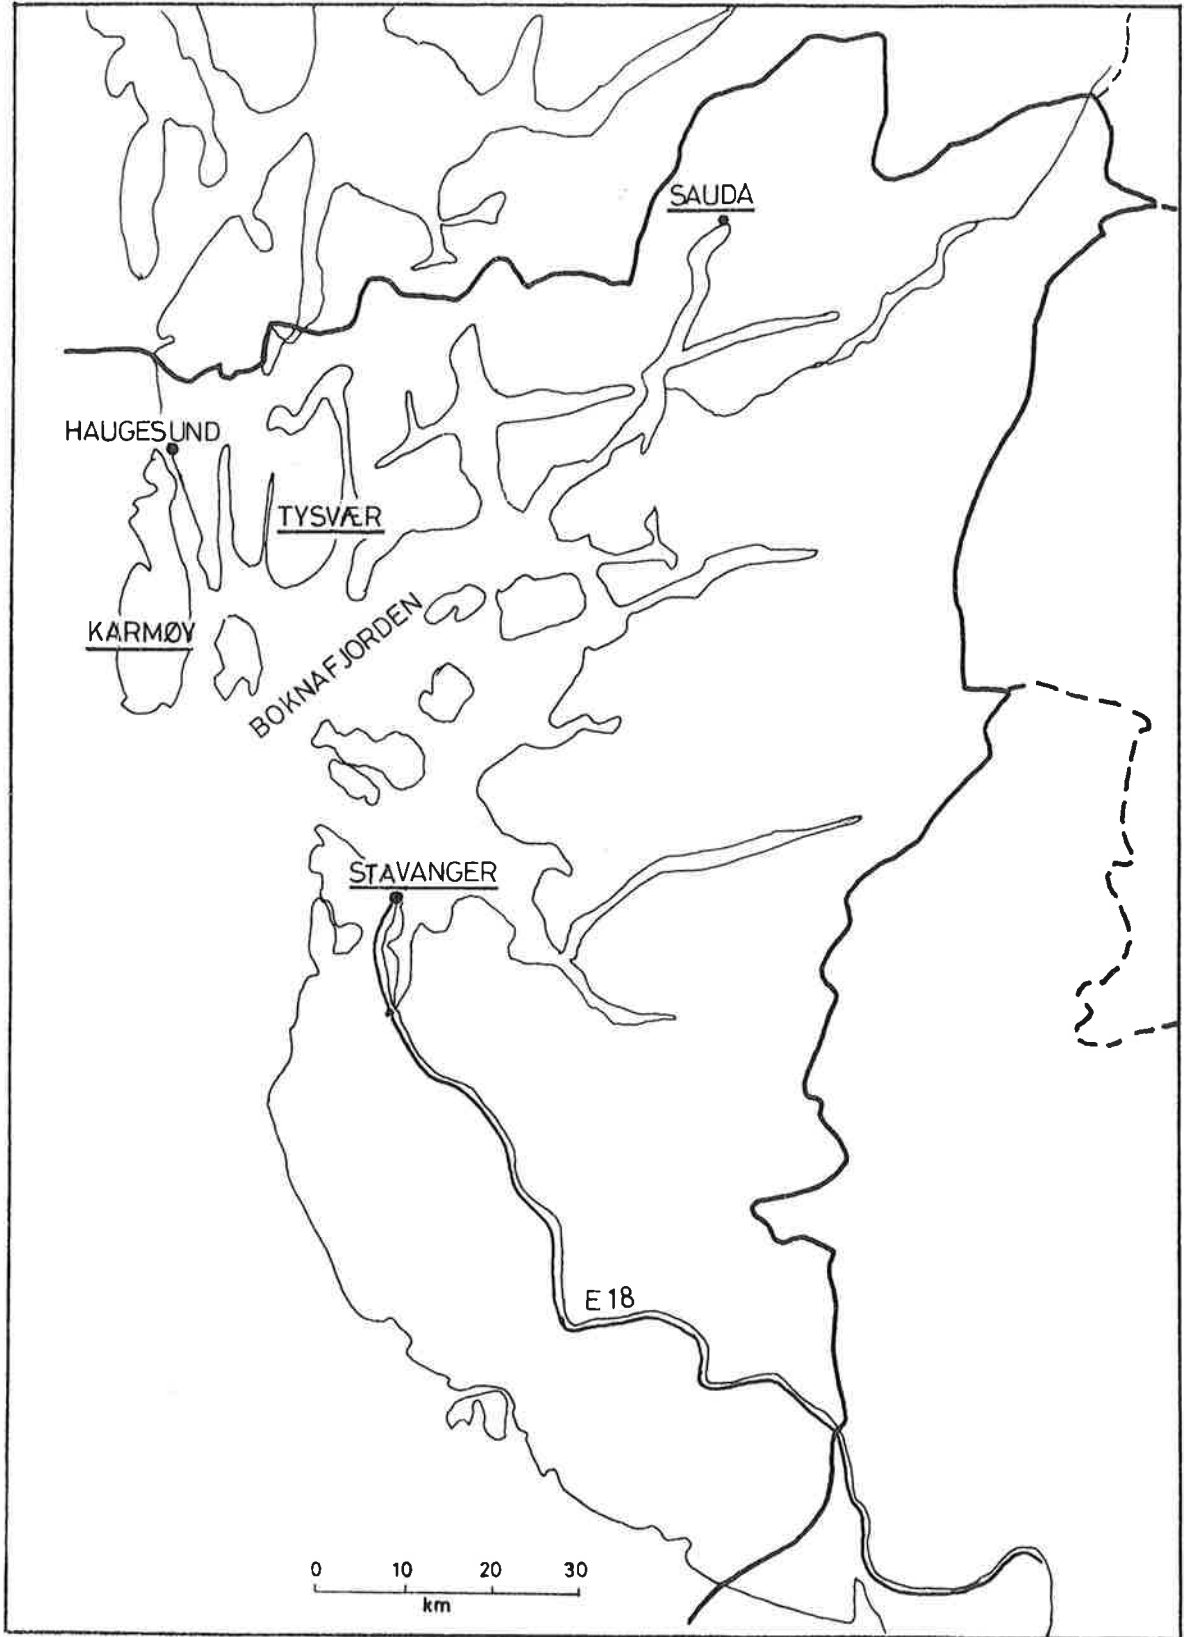 SAUDA
HAUGESUND
TYSVÆR
KARMØY
BOKNAFJORDEN
STAVANGER
E 18
0 10 20 30
km